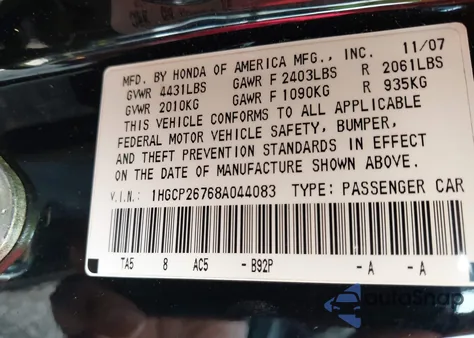 MFD. BY HONDA OF AMERICA MFG., INC. 11/07
GVWR 4431LBS GAWR F 2403LBS R 2061LBS
GVWR 2010KG GAWR F 1090KG R 935KG
THIS VEHICLE CONFORMS TO ALL APPLICABLE
FEDERAL MOTOR VEHICLE SAFETY, BUMPER,
AND THEFT PREVENTION STANDARDS IN EFFECT
ON THE DATE OF MANUFACTURE SHOWN ABOVE.
V.I.N.: 1HGCP26768A044083 TYPE: PASSENGER CAR
TA5 8 AC5 -B92P -A -A
autoSnap